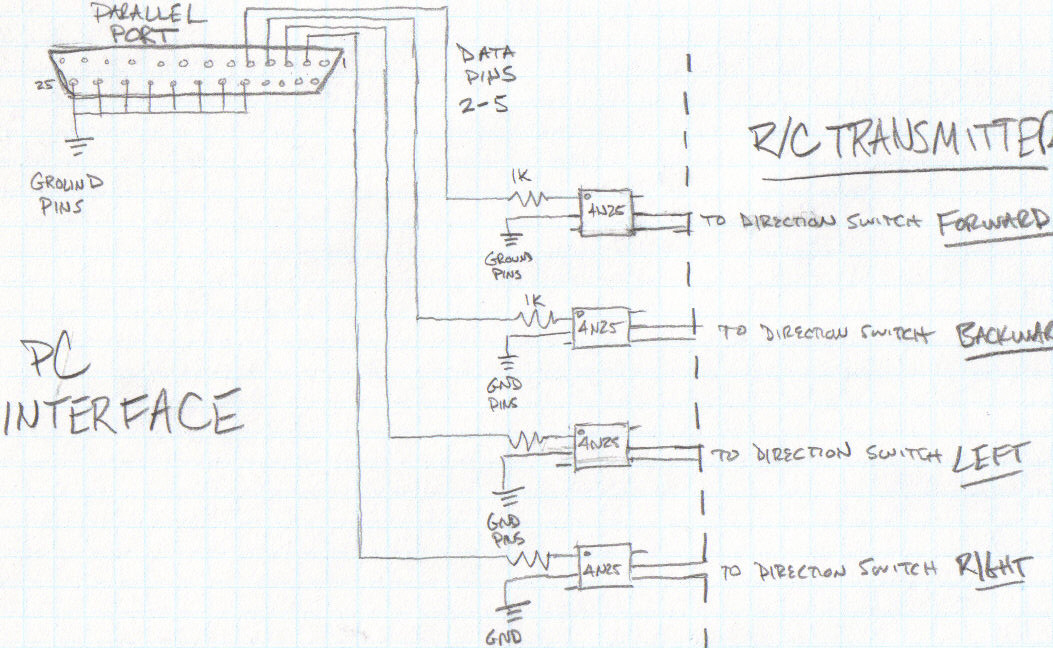 PARALLEL
PORT
1
25
DATA
PINS
2-5
GROUND
PINS
R/C TRANSMITTER
1K
4N25
TO DIRECTION SWITCH FORWARD
GROUND
PINS
1K
4N25
TO DIRECTION SWITCH BACKWAR
GND
PINS
PC
INTERFACE
4N25
TO DIRECTION SWITCH LEFT
GND
PINS
4N25
TO DIRECTION SWITCH RIGHT
GND